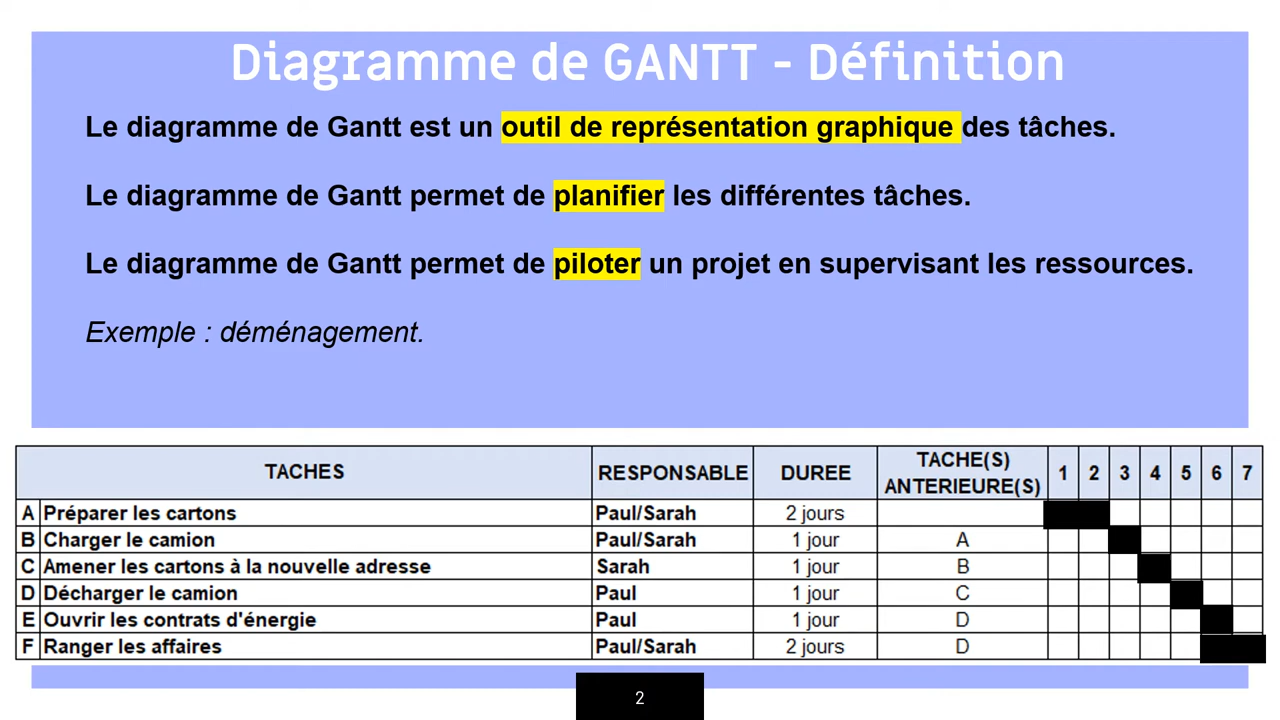 Diagramme de GANTT - Définition
Le diagramme de Gantt est un outil de représentation graphique des tâches.
Le diagramme de Gantt permet de planifier les différentes tâches.
Le diagramme de Gantt permet de piloter un projet en supervisant les ressources.
Exemple : déménagement.
TACHES RESPONSABLE DUREE TACHE(S) ANTERIEURE(S) 1 2 3 4 5 6 7
A Préparer les cartons Paul/Sarah 2 jours
B Charger le camion Paul/Sarah 1 jour A
C Amener les cartons à la nouvelle adresse Sarah 1 jour B
D Décharger le camion Paul 1 jour C
E Ouvrir les contrats d'énergie Paul 1 jour D
F Ranger les affaires Paul/Sarah 2 jours D
2